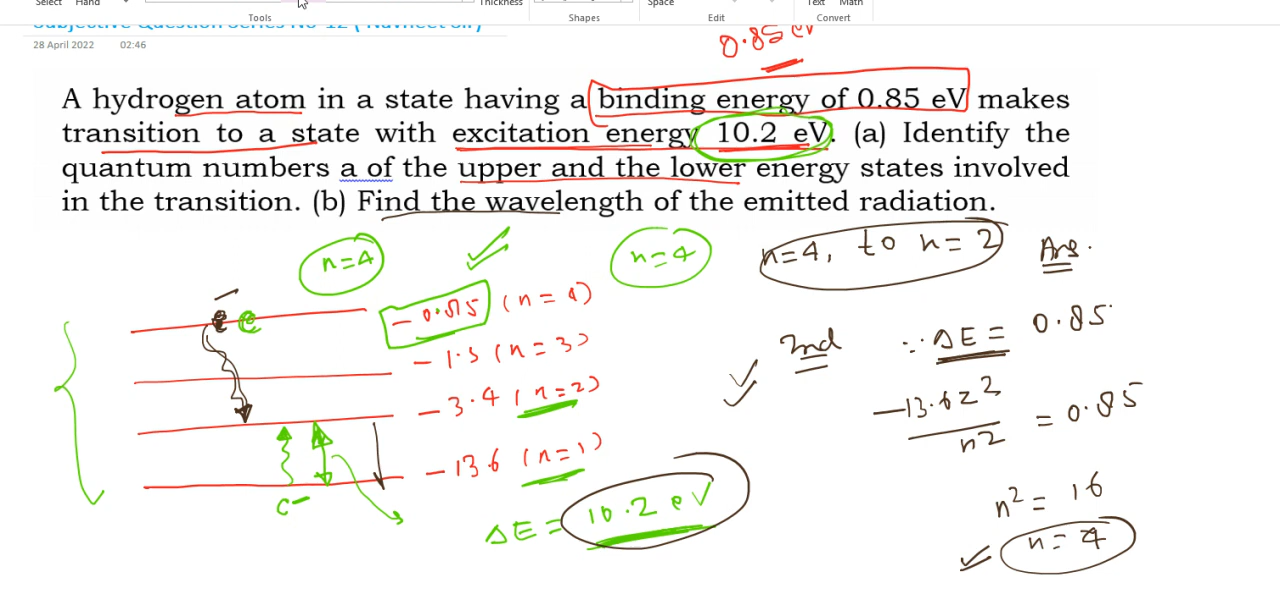 Select Hand Thickness Space Text Math
Tools Shapes Edit Convert
28 April 2022 02:46
0.85 eV
A hydrogen atom in a state having a binding energy of 0.85 eV makes
transition to a state with excitation energy 10.2 eV. (a) Identify the
quantum numbers a of the upper and the lower energy states involved
in the transition. (b) Find the wavelength of the emitted radiation.
n=4
n=4
n=4, to n=2
Ans.
- 0.85 (n=4)
- 1.5 (n=3)
- 3.4 (n=2)
- 13.6 (n=1)
e e
e-
ΔE = 10.2 eV
2nd
∵ ΔE = 0.85
-13.6z2/n2 = 0.85
n2 = 16
n=4